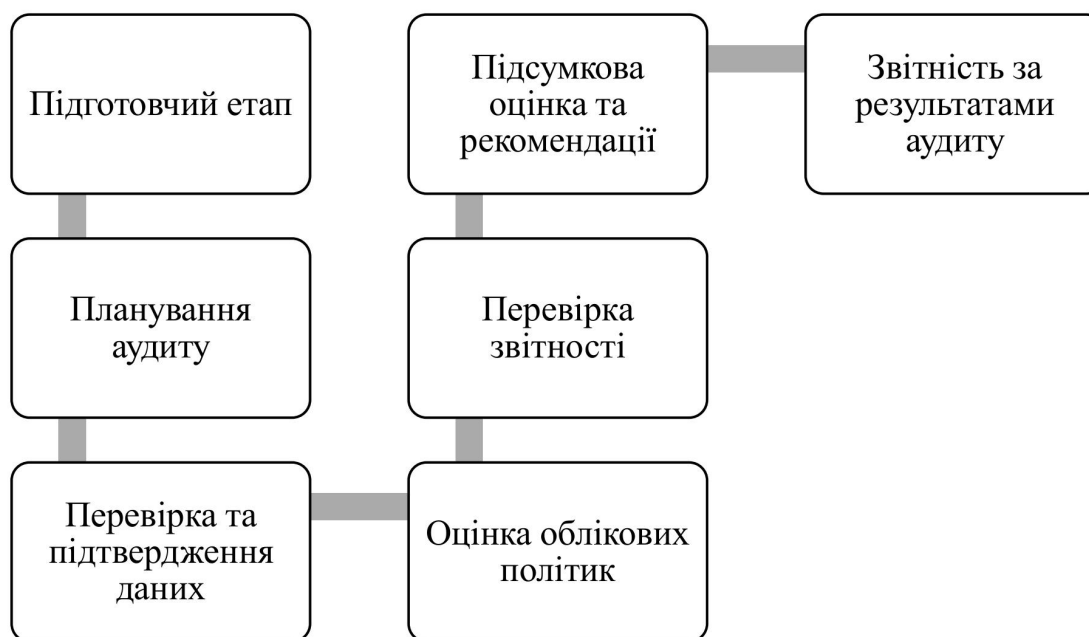 Підготовчий етап
Планування
аудиту
Перевірка та
підтвердження
даних
Оцінка облікових
політик
Перевірка
звітності
Підсумкова
оцінка та
рекомендації
Звітність за
результатами
аудиту